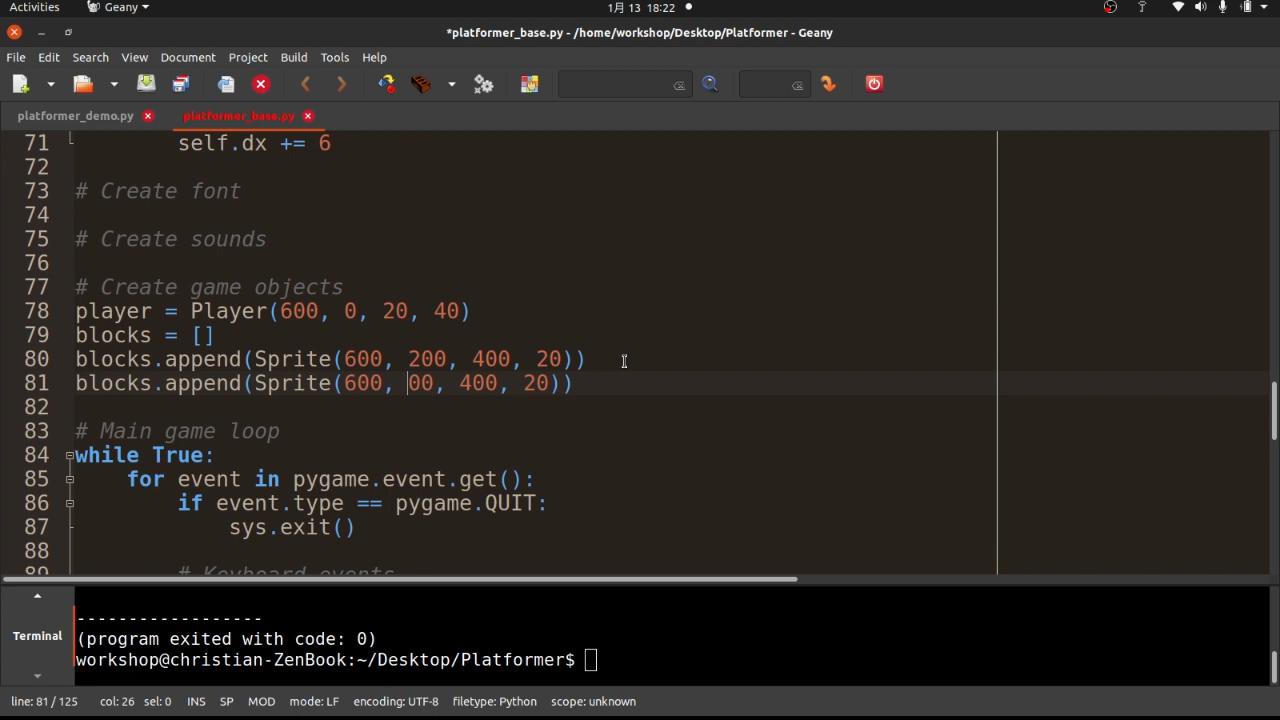 Activities Geany 1月 13 18:22
*platformer_base.py - /home/workshop/Desktop/Platformer - Geany
File Edit Search View Document Project Build Tools Help
platformer_demo.py platformer_base.py
71 self.dx += 6
72
73 # Create font
74
75 # Create sounds
76
77 # Create game objects
78 player = Player(600, 0, 20, 40)
79 blocks = []
80 blocks.append(Sprite(600, 200, 400, 20))
81 blocks.append(Sprite(600, 00, 400, 20))
82
83 # Main game loop
84 while True:
85 for event in pygame.event.get():
86 if event.type == pygame.QUIT:
87 sys.exit()
88
89 # Keyboard events
------------------
(program exited with code: 0)
Terminal
workshop@christian-ZenBook:~/Desktop/Platformer$
line: 81 / 125 col: 26 sel: 0 INS SP MOD mode: LF encoding: UTF-8 filetype: Python scope: unknown